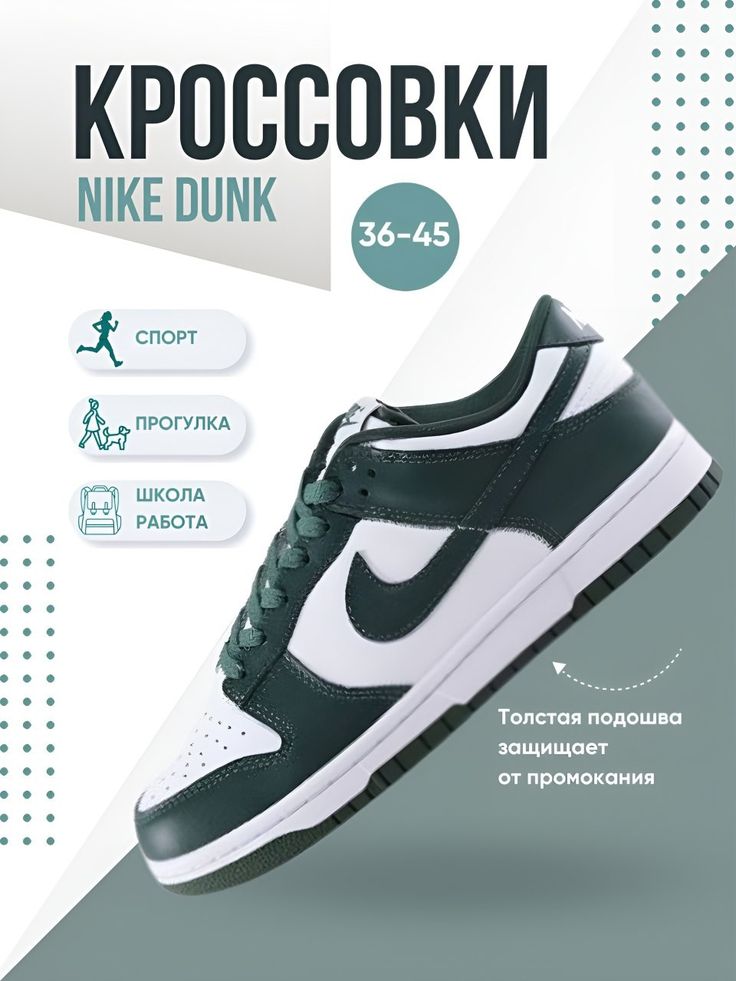 КРОССОВКИ
NIKE DUNK
36-45
СПОРТ
ПРОГУЛКА
ШКОЛА
РАБОТА
Толстая подошва
защищает
от промокания